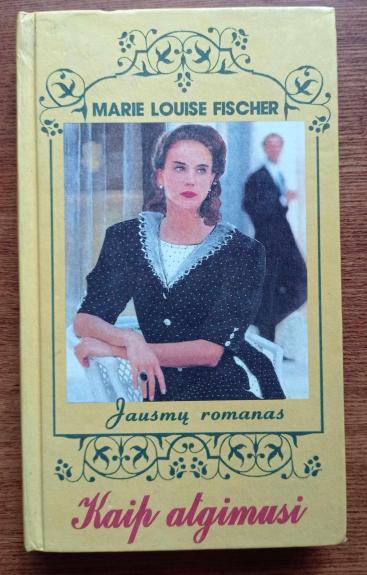 MARIE LOUISE FISCHER
Jausmų romanas
Kaip atgimusi